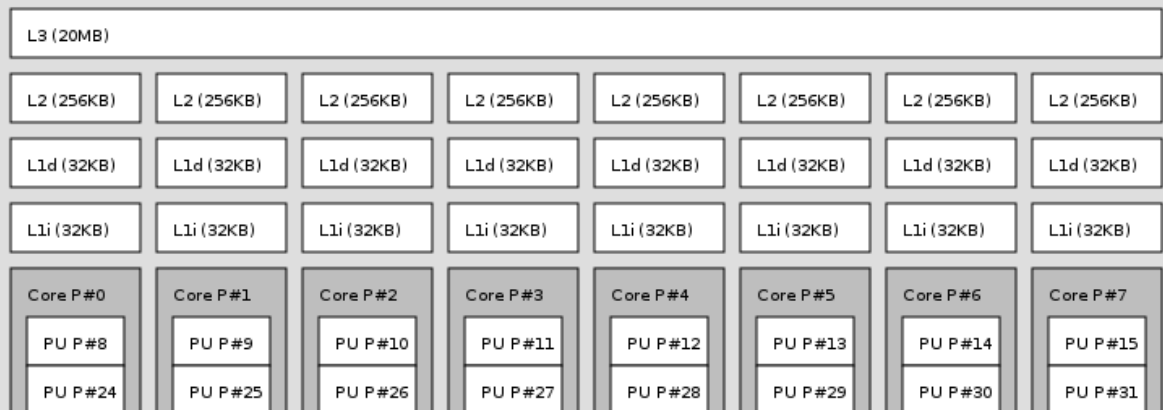 L3 (20MB)
L2 (256KB) L2 (256KB) L2 (256KB) L2 (256KB) L2 (256KB) L2 (256KB) L2 (256KB) L2 (256KB)
L1d (32KB) L1d (32KB) L1d (32KB) L1d (32KB) L1d (32KB) L1d (32KB) L1d (32KB) L1d (32KB)
L1i (32KB) L1i (32KB) L1i (32KB) L1i (32KB) L1i (32KB) L1i (32KB) L1i (32KB) L1i (32KB)
Core P#0 Core P#1 Core P#2 Core P#3 Core P#4 Core P#5 Core P#6 Core P#7
PU P#8 PU P#9 PU P#10 PU P#11 PU P#12 PU P#13 PU P#14 PU P#15
PU P#24 PU P#25 PU P#26 PU P#27 PU P#28 PU P#29 PU P#30 PU P#31